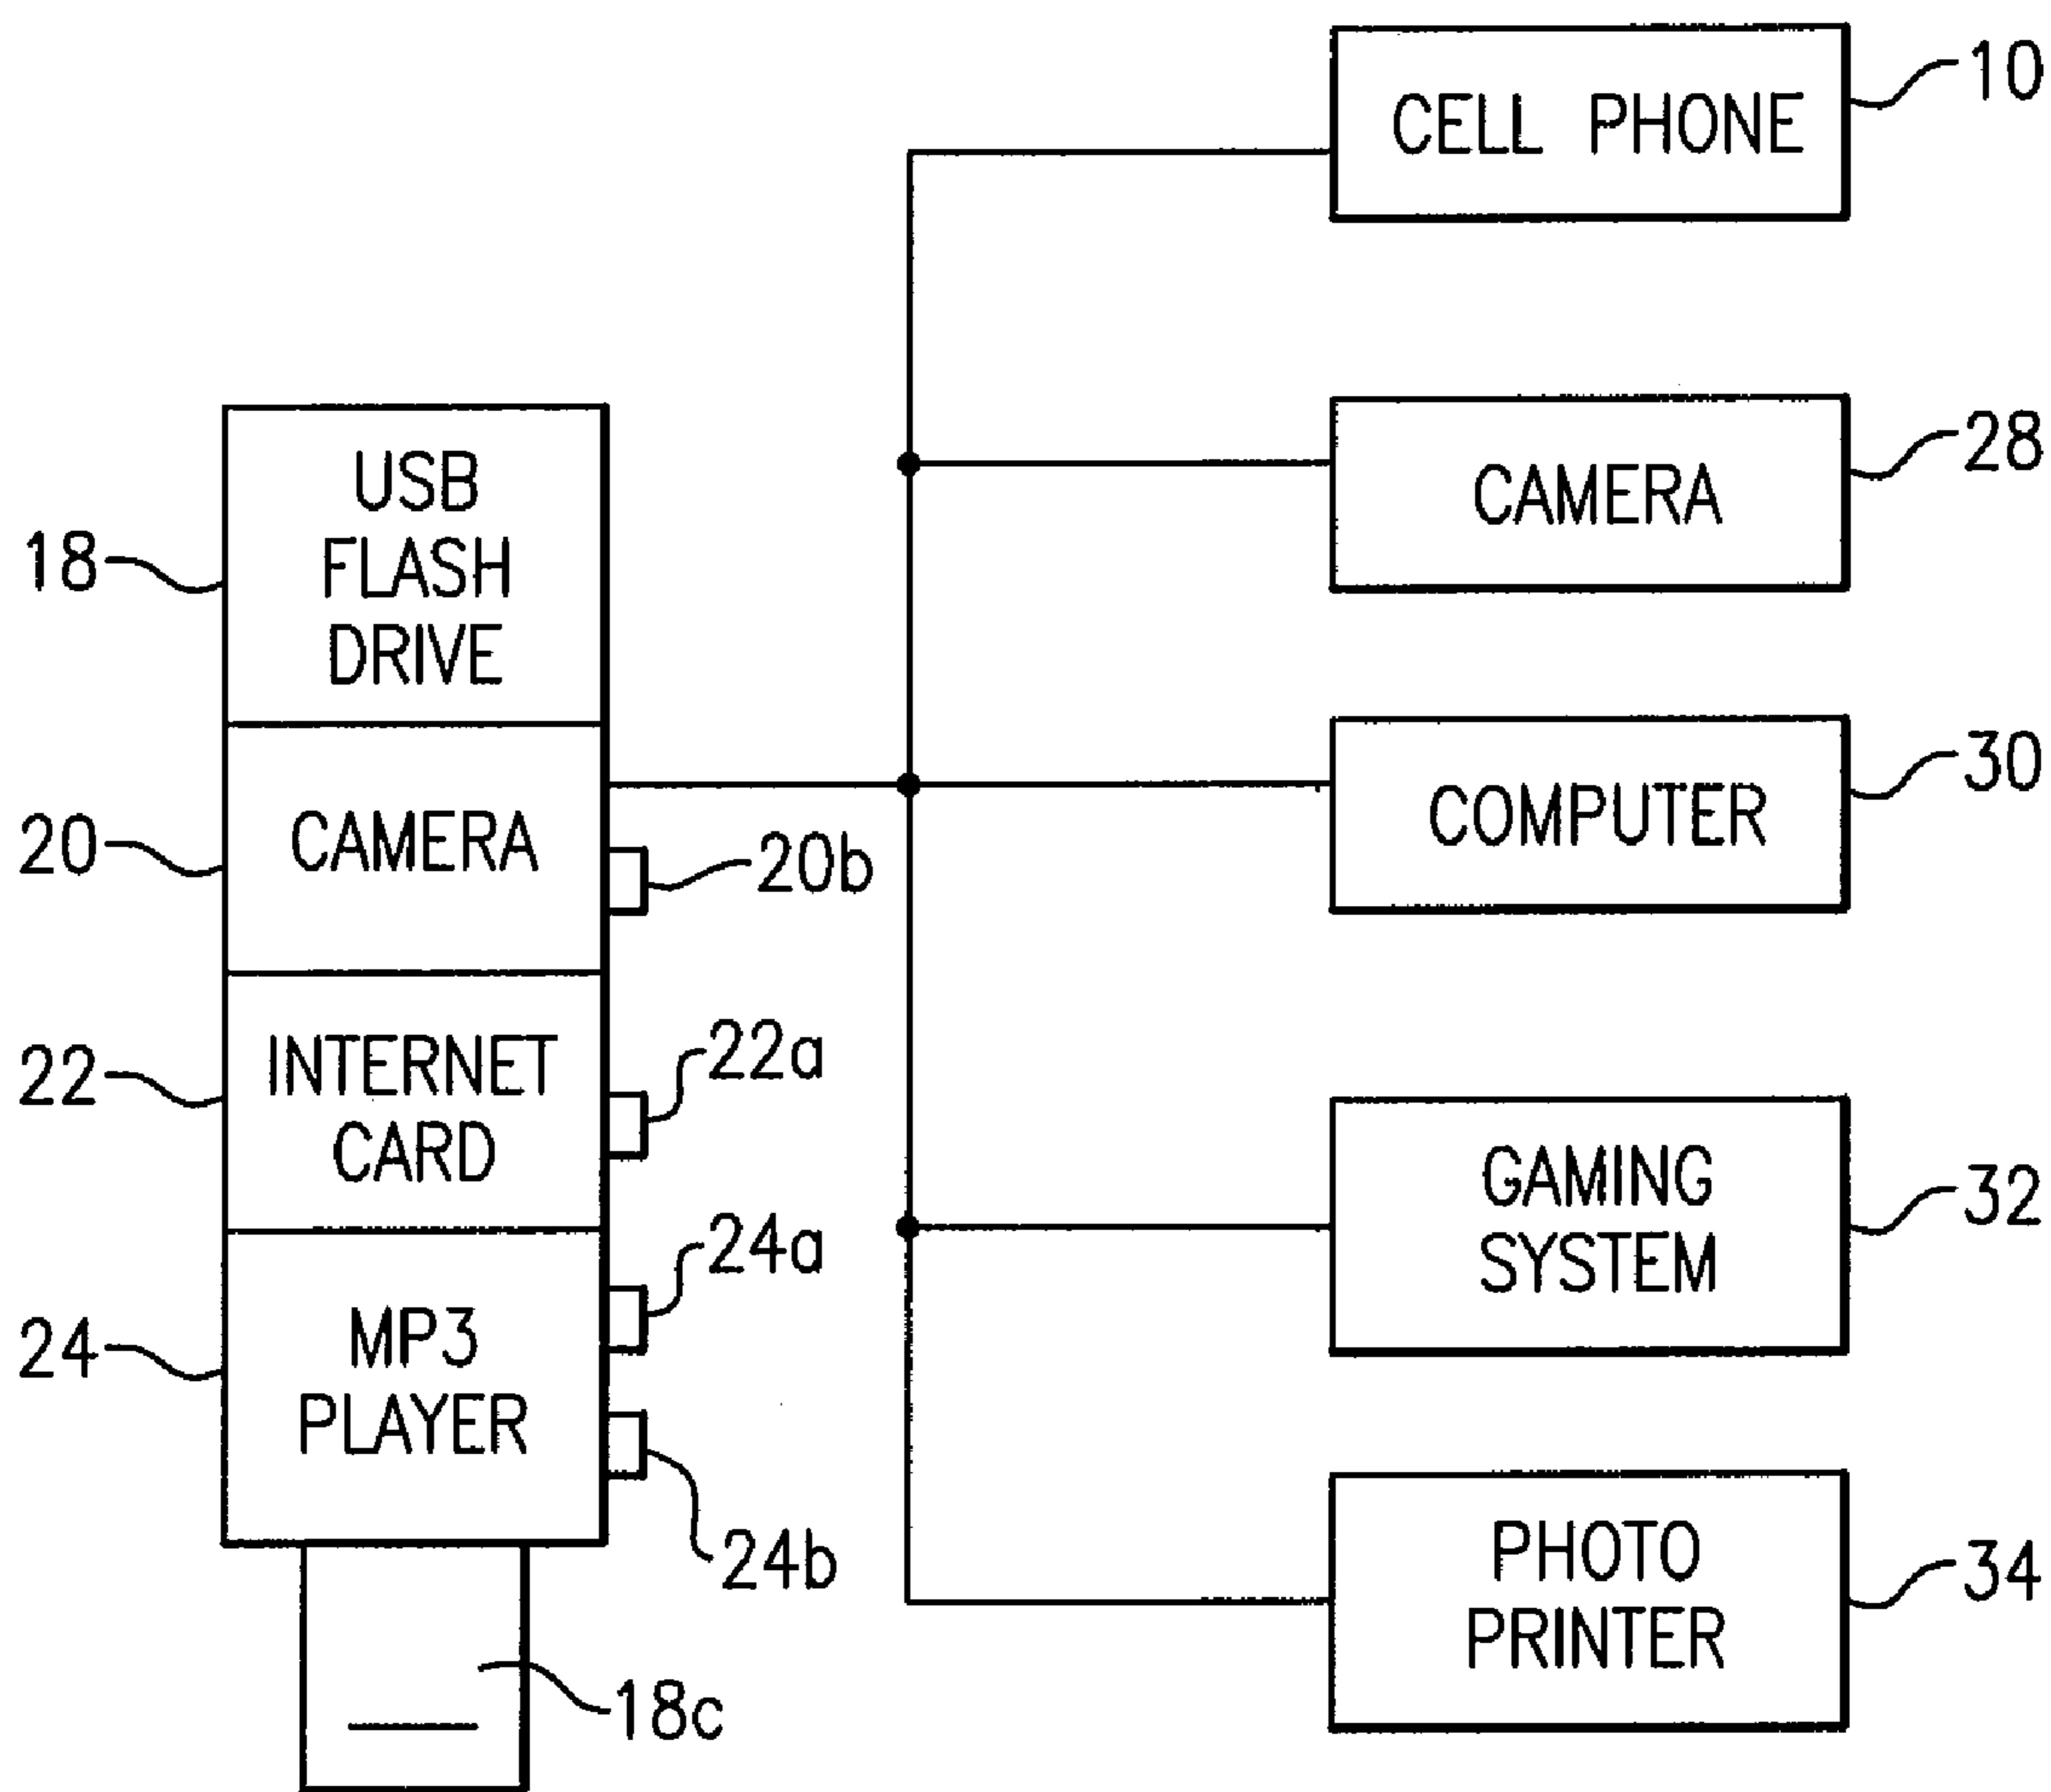 CELL PHONE
10
CAMERA
28
USB
FLASH
DRIVE
18
CAMERA
20
20b
COMPUTER
30
INTERNET
CARD
22
22a
MP3
PLAYER
24
24a
24b
GAMING
SYSTEM
32
PHOTO
PRINTER
34
18c